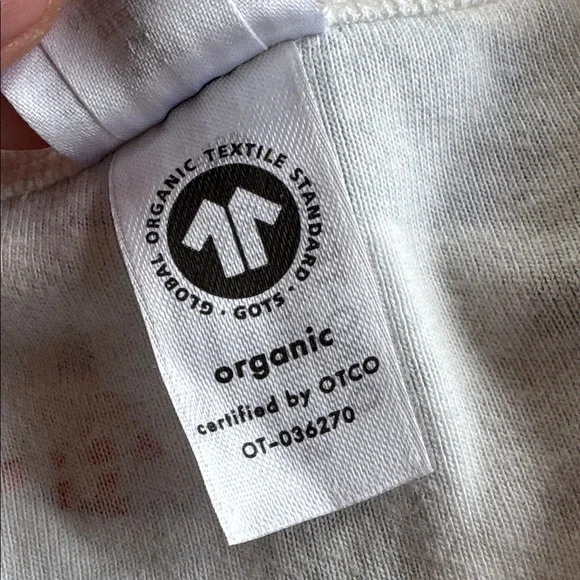 GLOBAL ORGANIC TEXTILE STANDARD · GOTS ·
organic
certified by OTCO
OT-036270